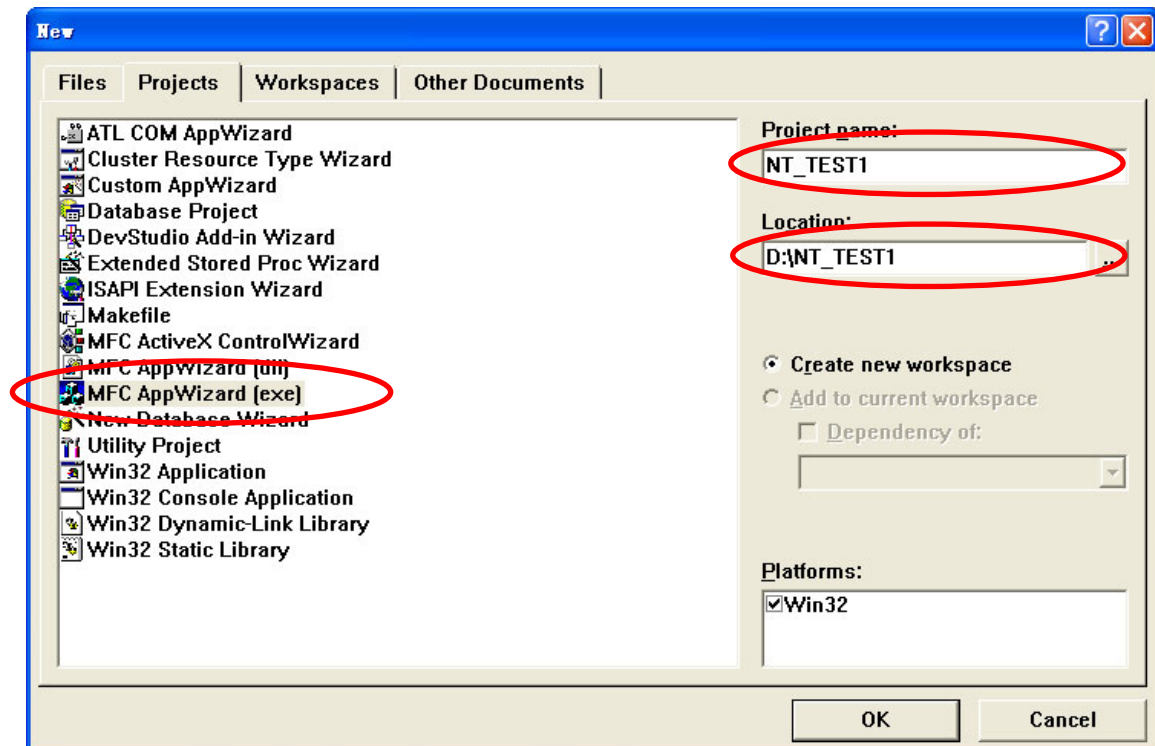 New
Files
Projects
Workspaces
Other Documents
ATL COM AppWizard
Cluster Resource Type Wizard
Custom AppWizard
Database Project
DevStudio Add-in Wizard
Extended Stored Proc Wizard
ISAPI Extension Wizard
Makefile
MFC ActiveX ControlWizard
MFC AppWizard (dll)
MFC AppWizard (exe)
New Database Wizard
Utility Project
Win32 Application
Win32 Console Application
Win32 Dynamic-Link Library
Win32 Static Library
Project name:
NT_TEST1
Location:
D:\NT_TEST1
...
Create new workspace
Add to current workspace
Dependency of:
Platforms:
Win32
OK
Cancel